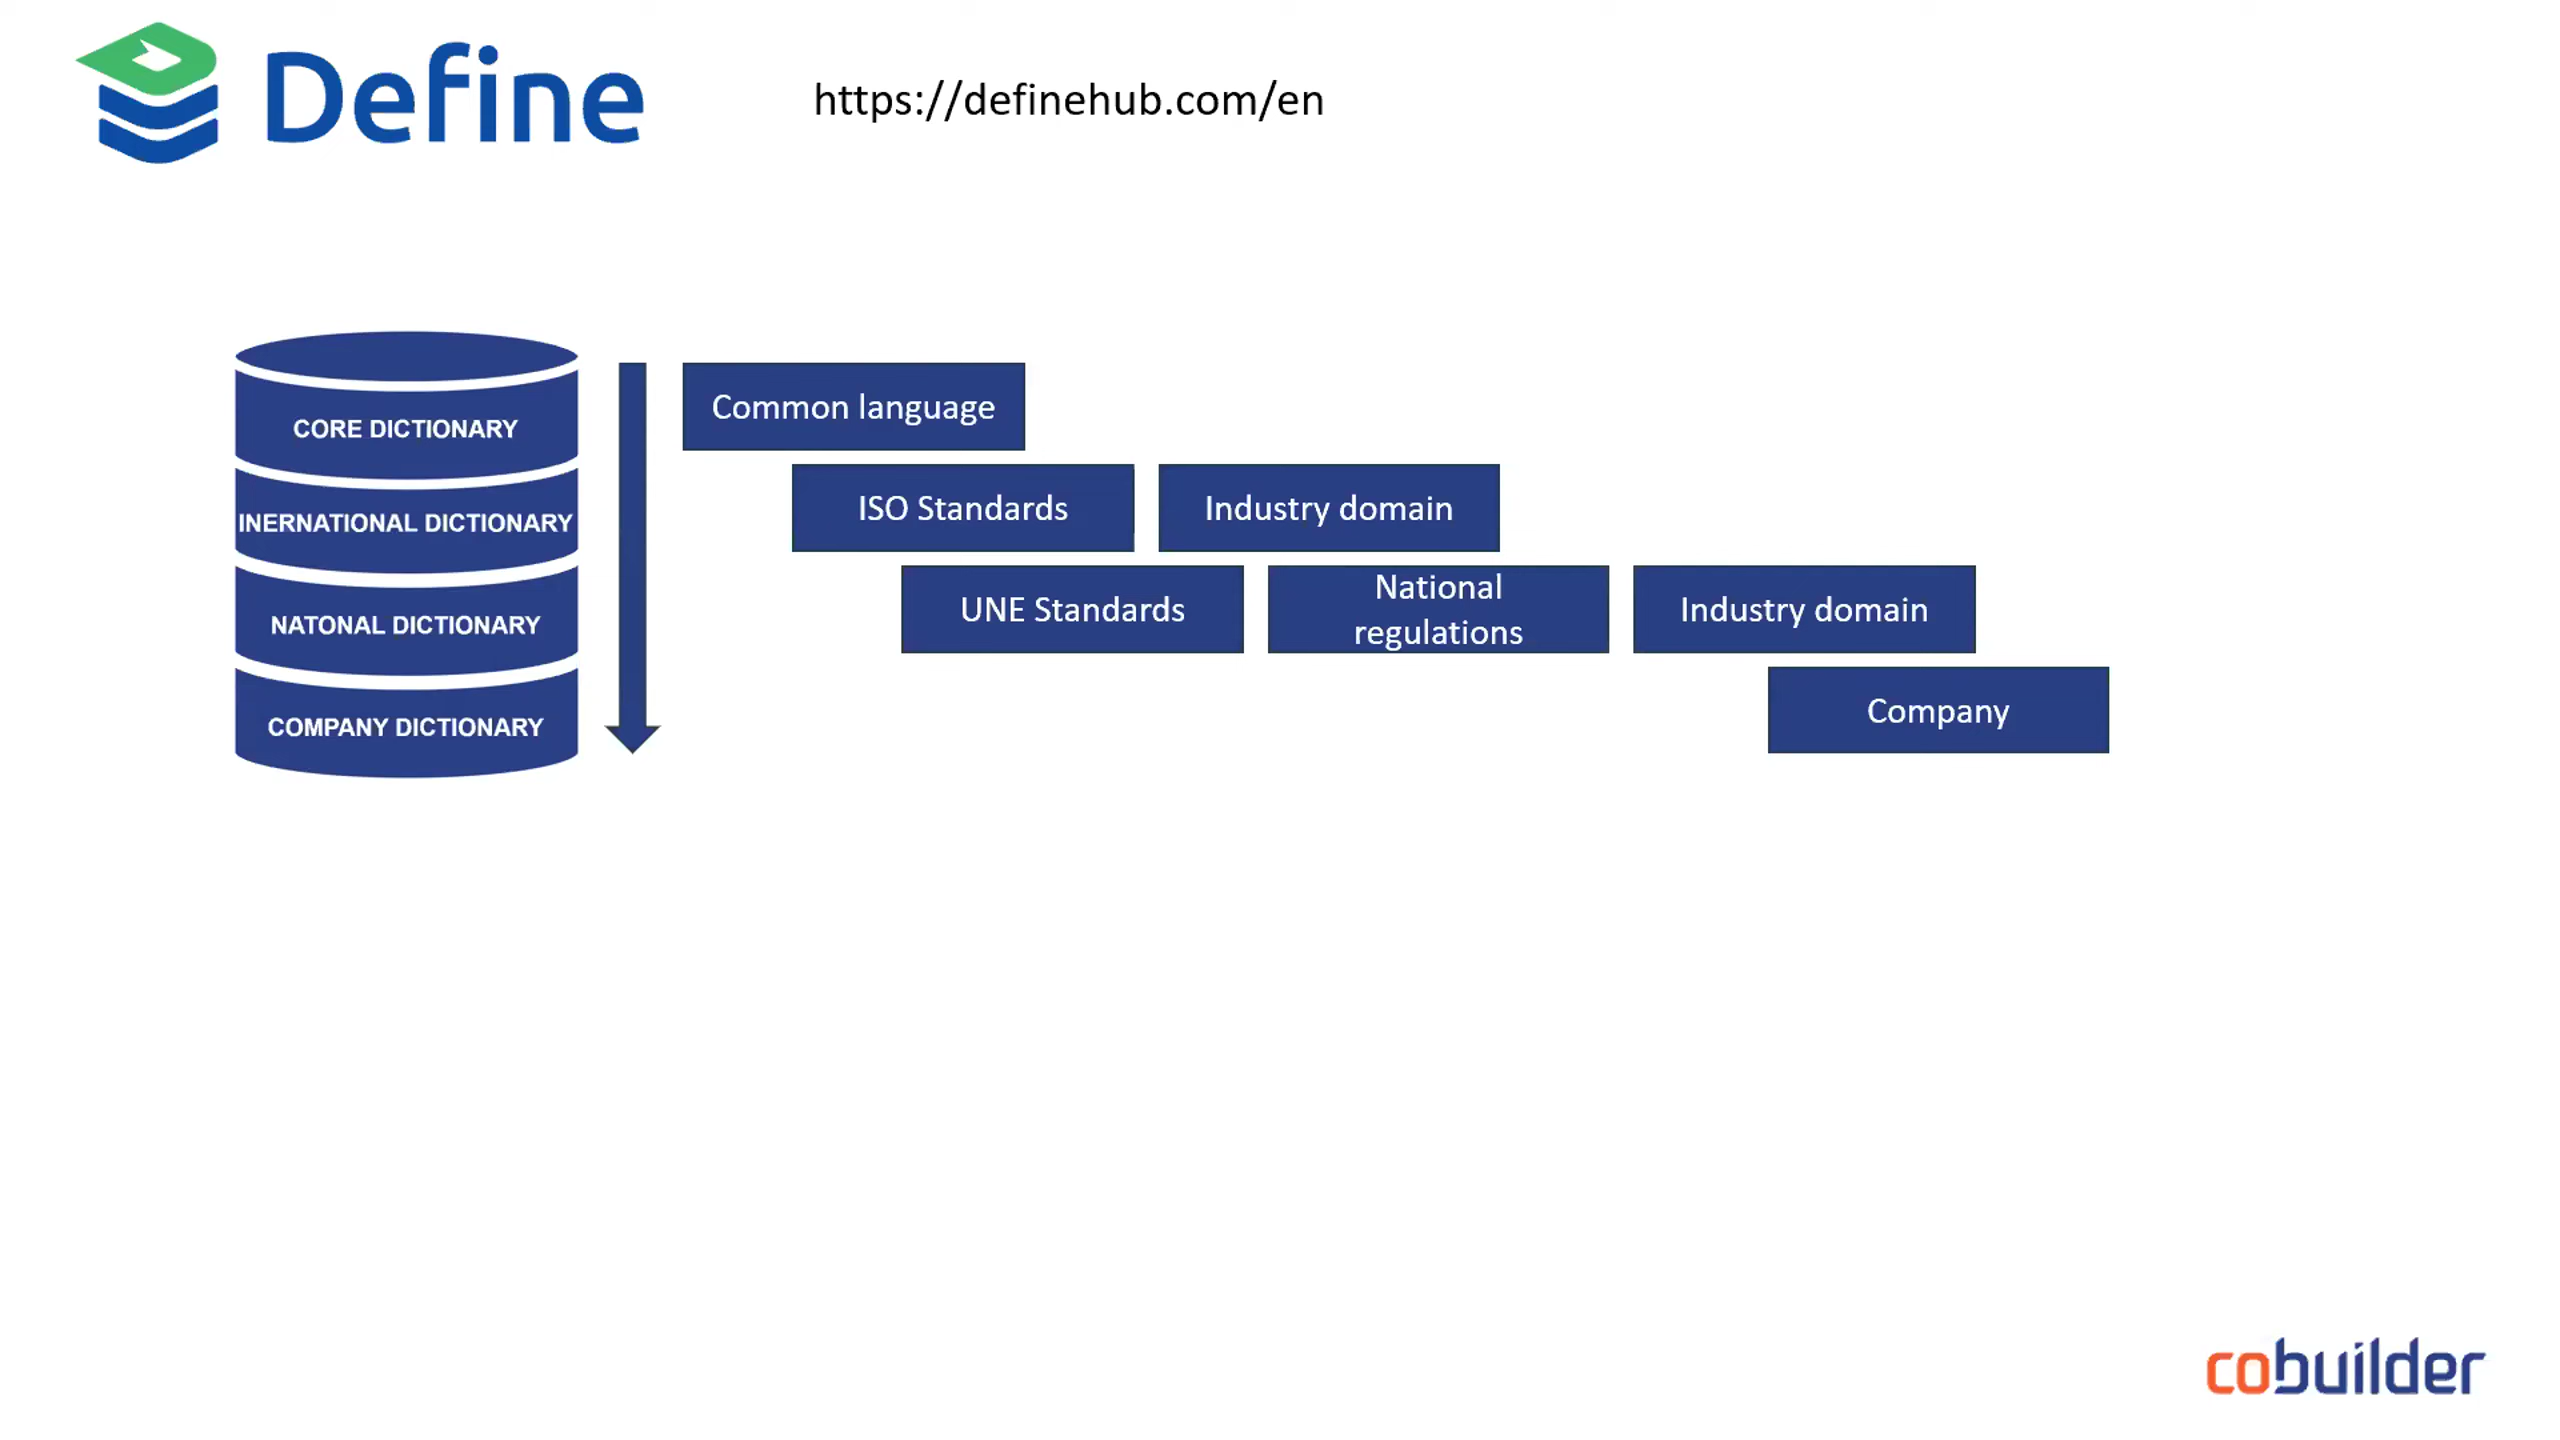 Define
https://definehub.com/en
CORE DICTIONARY
INERNATIONAL DICTIONARY
NATONAL DICTIONARY
COMPANY DICTIONARY
Common language
ISO Standards
Industry domain
UNE Standards
National
regulations
Industry domain
Company
cobuilder